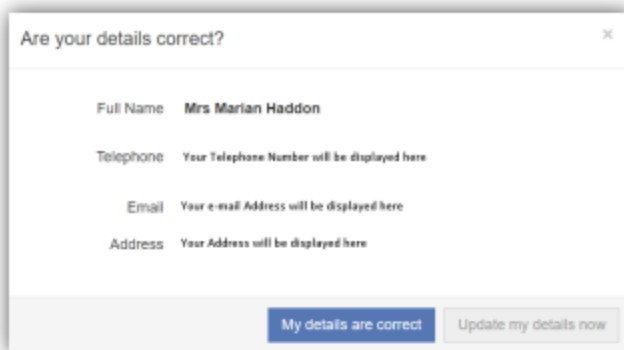 Are your details correct?
×
Full Name Mrs Marian Haddon
Telephone Your Telephone Number will be displayed here
Email Your e-mail Address will be displayed here
Address Your Address will be displayed here
My details are correct Update my details now